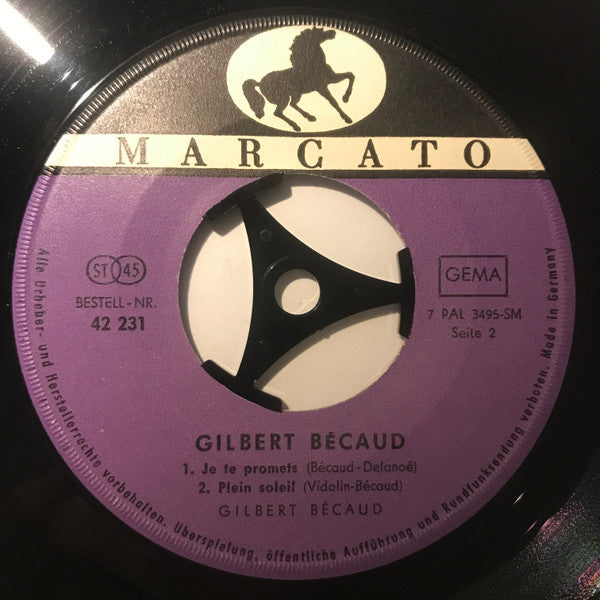 MARCATO
ST 45
BESTELL-NR.
42 231
GEMA
7 PAL 3495-SM
Seite 2
GILBERT BÉCAUD
1. Je te promets (Bécaud-Delanoë)
2. Plein soleil (Vidalin-Bécaud)
GILBERT BÉCAUD
Alle Urheber- und Herstellerrechte vorbehalten. Überspielung, öffentliche Aufführung und Rundfunksendung verboten. Made in Germany